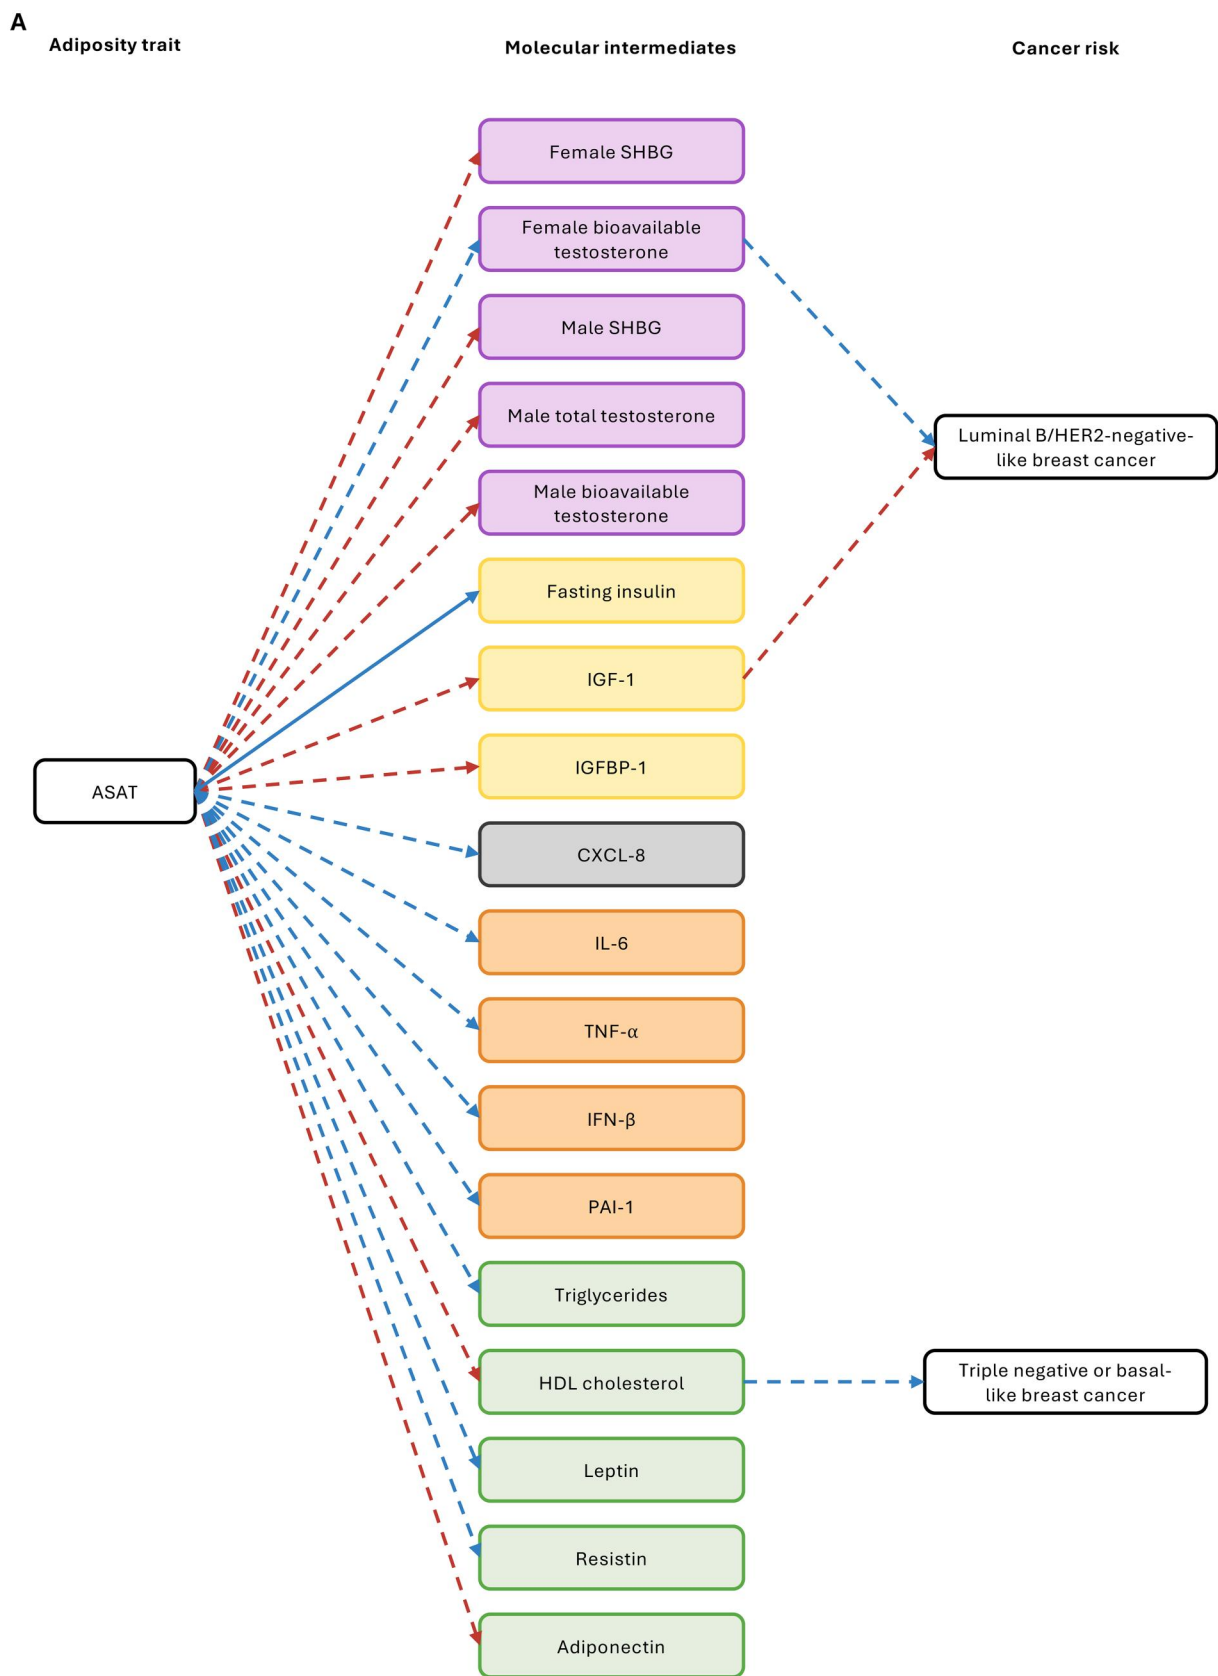 A
Adiposity trait
Molecular intermediates
Cancer risk
Female SHBG
Female bioavailable
testosterone
Male SHBG
Male total testosterone
Luminal B/HER2-negative-
like breast cancer
Male bioavailable
testosterone
Fasting insulin
IGF-1
IGFBP-1
ASAT
CXCL-8
IL-6
TNF-α
IFN-β
PAI-1
Triglycerides
HDL cholesterol
Triple negative or basal-
like breast cancer
Leptin
Resistin
Adiponectin